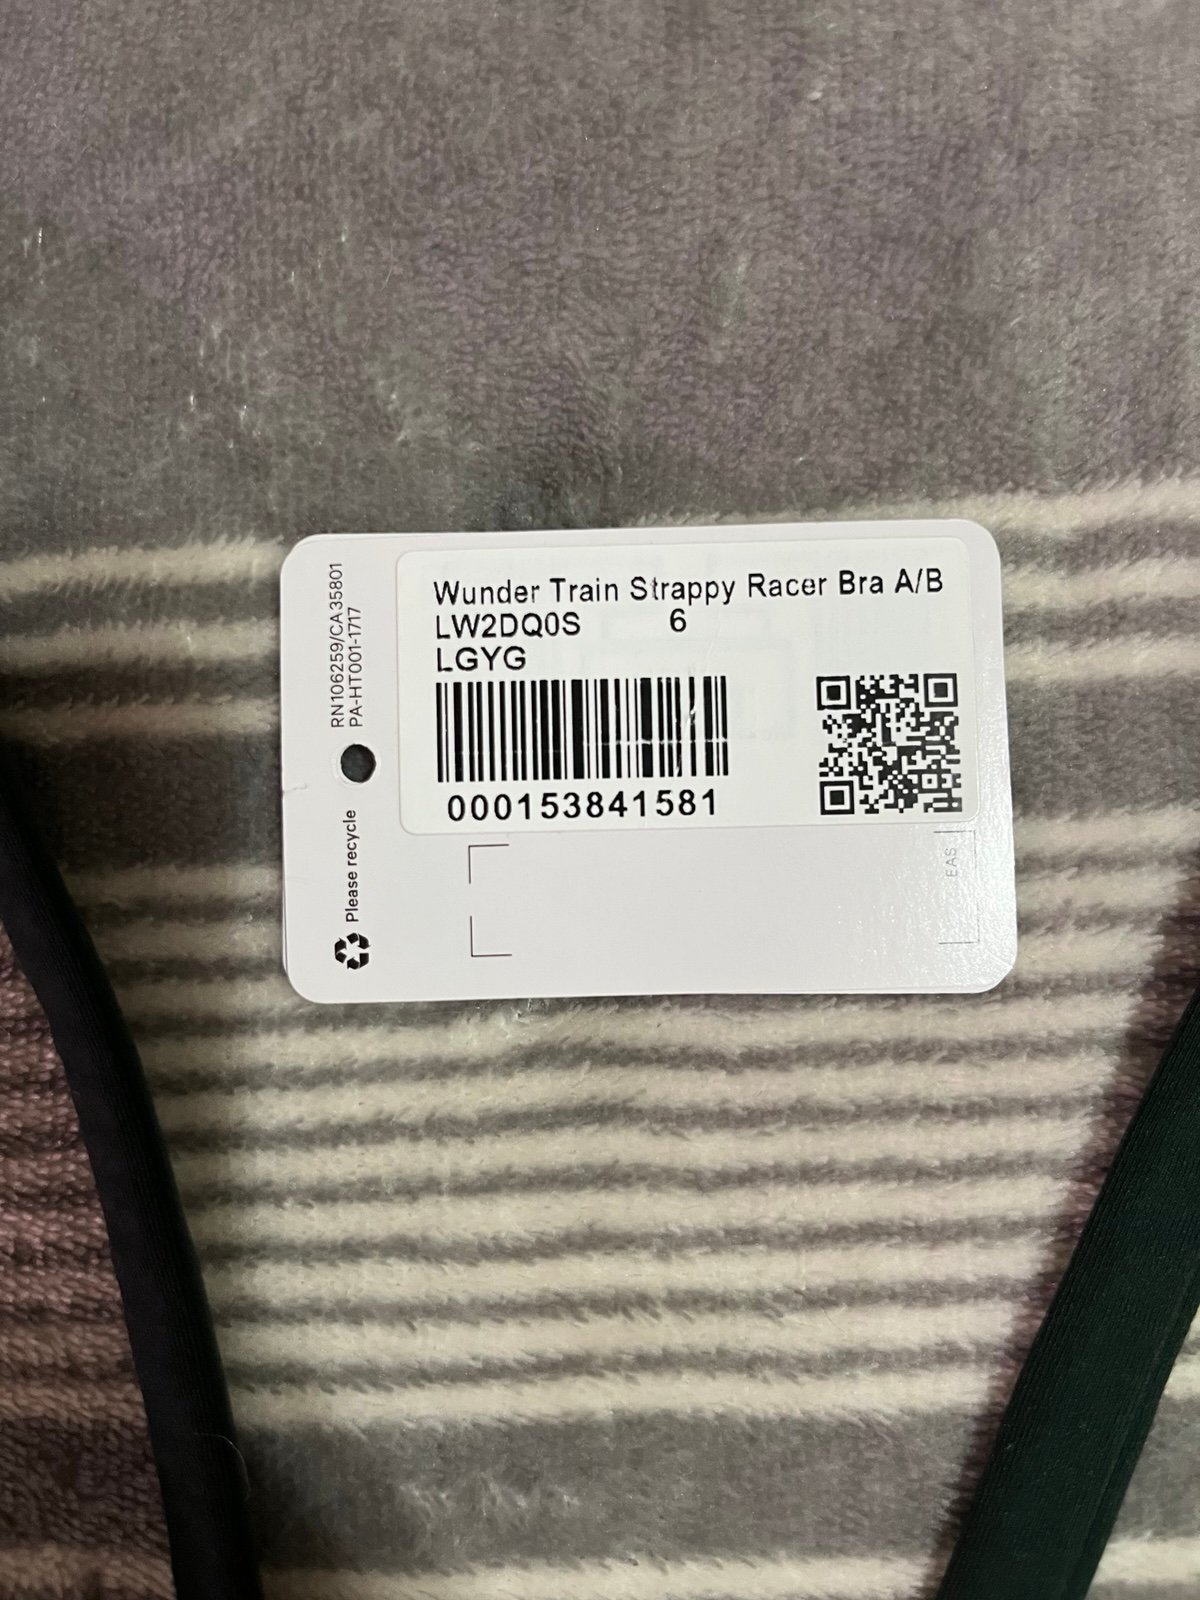 RN106259/CA35801
PA-HT001-1717
Please recycle
Wunder Train Strappy Racer Bra A/B
LW2DQ0S 6
LGYG
000153841581
EAS